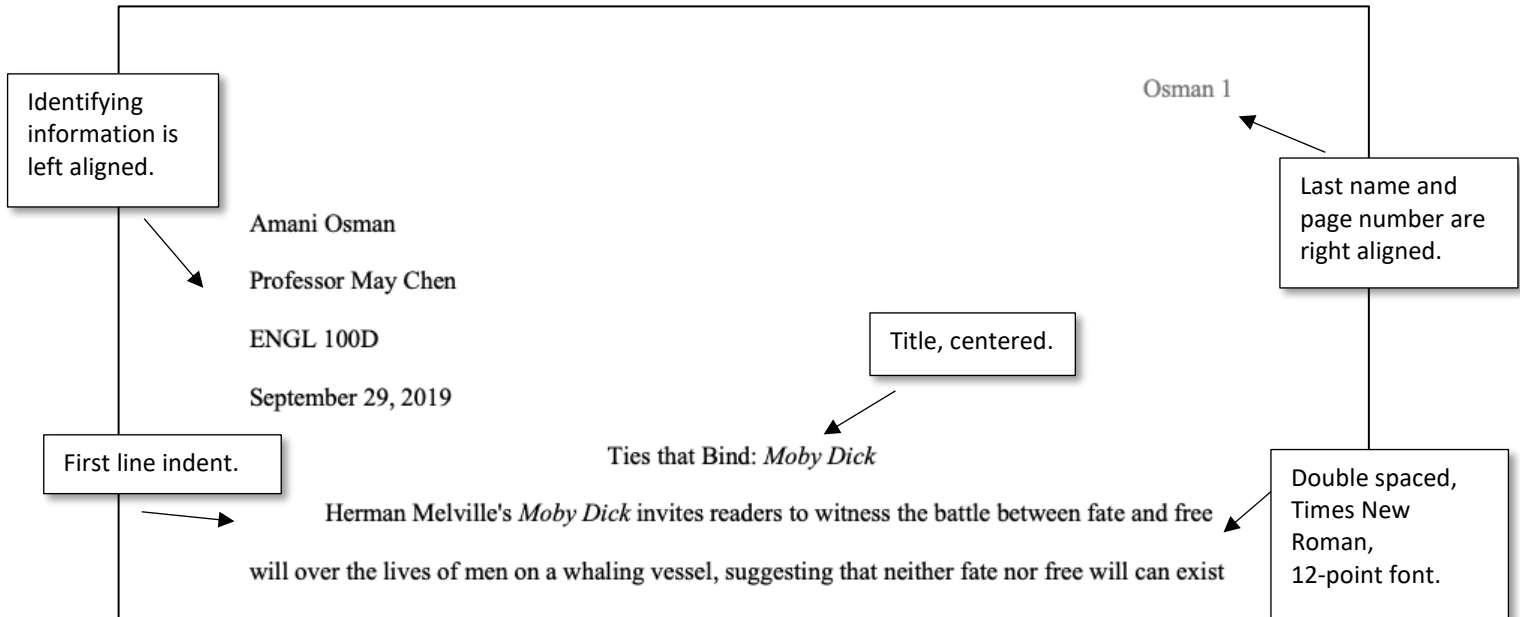 Osman 1
Identifying
information is
left aligned.
Last name and
page number are
right aligned.
Amani Osman
Professor May Chen
ENGL 100D
Title, centered.
September 29, 2019
First line indent.
Ties that Bind: Moby Dick
Double spaced,
Times New
Roman,
12-point font.
Herman Melville's Moby Dick invites readers to witness the battle between fate and free
will over the lives of men on a whaling vessel, suggesting that neither fate nor free will can exist